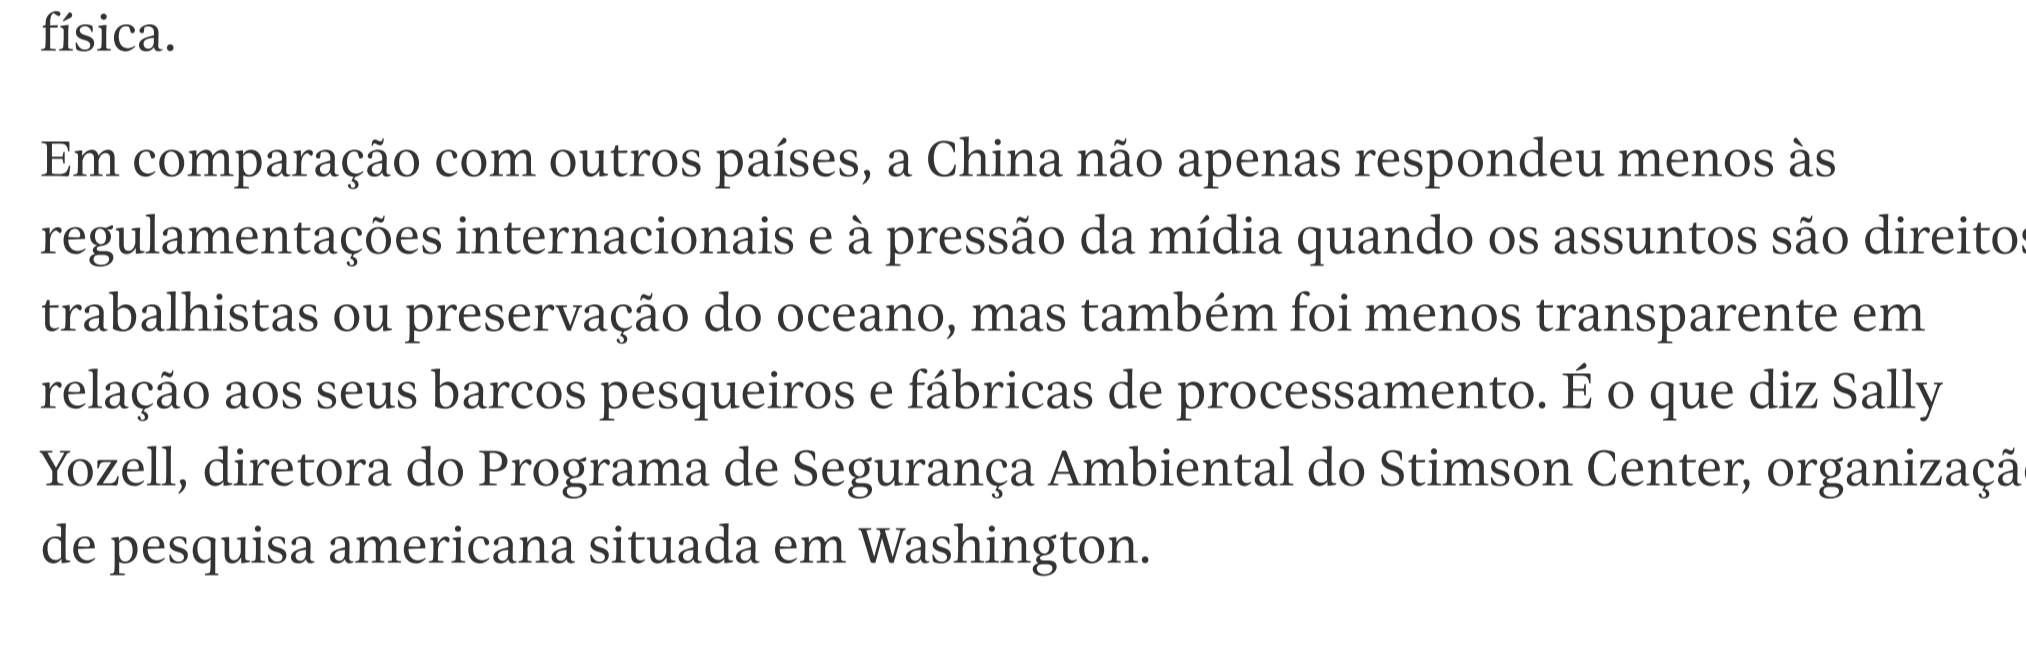 física.
Em comparação com outros países, a China não apenas respondeu menos às
regulamentações internacionais e à pressão da mídia quando os assuntos são direitos
trabalhistas ou preservação do oceano, mas também foi menos transparente em
relação aos seus barcos pesqueiros e fábricas de processamento. É o que diz Sally
Yozell, diretora do Programa de Segurança Ambiental do Stimson Center, organização
de pesquisa americana situada em Washington.